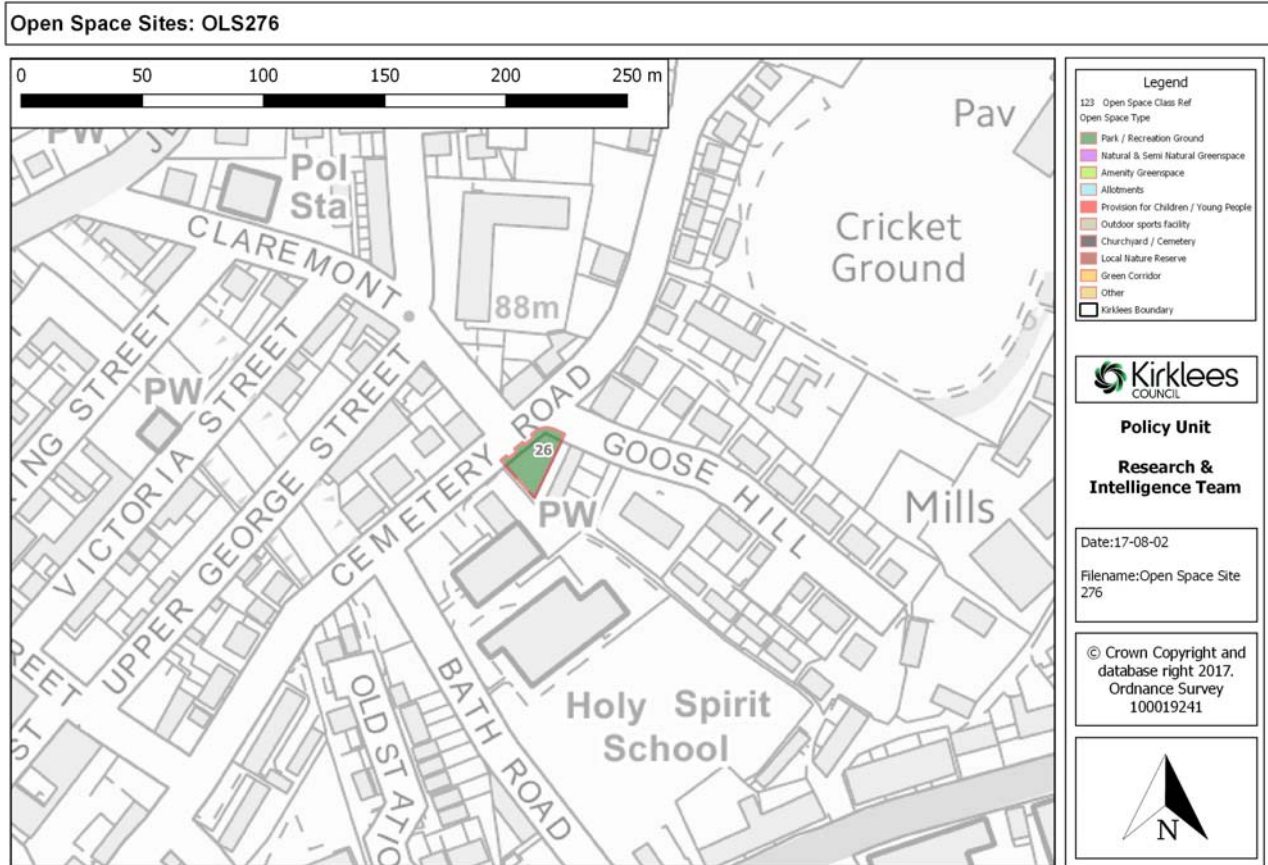 Open Space Sites: OLS276
0 50 100 150 200 250 m
PW
Pol
Sta
CLAREMONT
88m
Pav
Cricket
Ground
PW
VICTORIA STREET
UPPER GEORGE STREET
CEMETERY ROAD
26
GOOSE HILL
PW
Mills
OLD STATIO
BATH ROAD
Holy Spirit
School
Legend
123 Open Space Class Ref
Open Space Type
Park / Recreation Ground
Natural & Semi Natural Greenspace
Amenity Greenspace
Allotments
Provision for Children / Young People
Outdoor sports facility
Churchyard / Cemetery
Local Nature Reserve
Green Corridor
Other
Kirklees Boundary
Kirklees
COUNCIL
Policy Unit
Research &
Intelligence Team
Date:17-08-02
Filename:Open Space Site
276
© Crown Copyright and
database right 2017.
Ordnance Survey
100019241
N